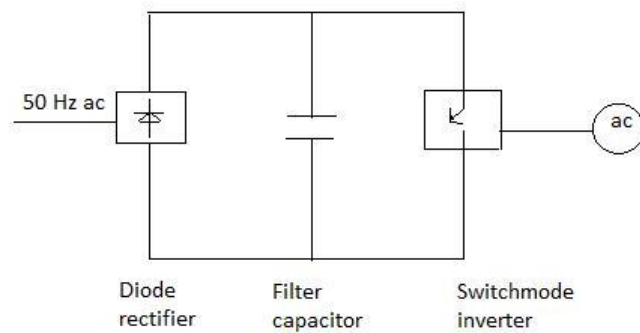 50 Hz ac
ac
Diode
rectifier
Filter
capacitor
Switchmode
inverter